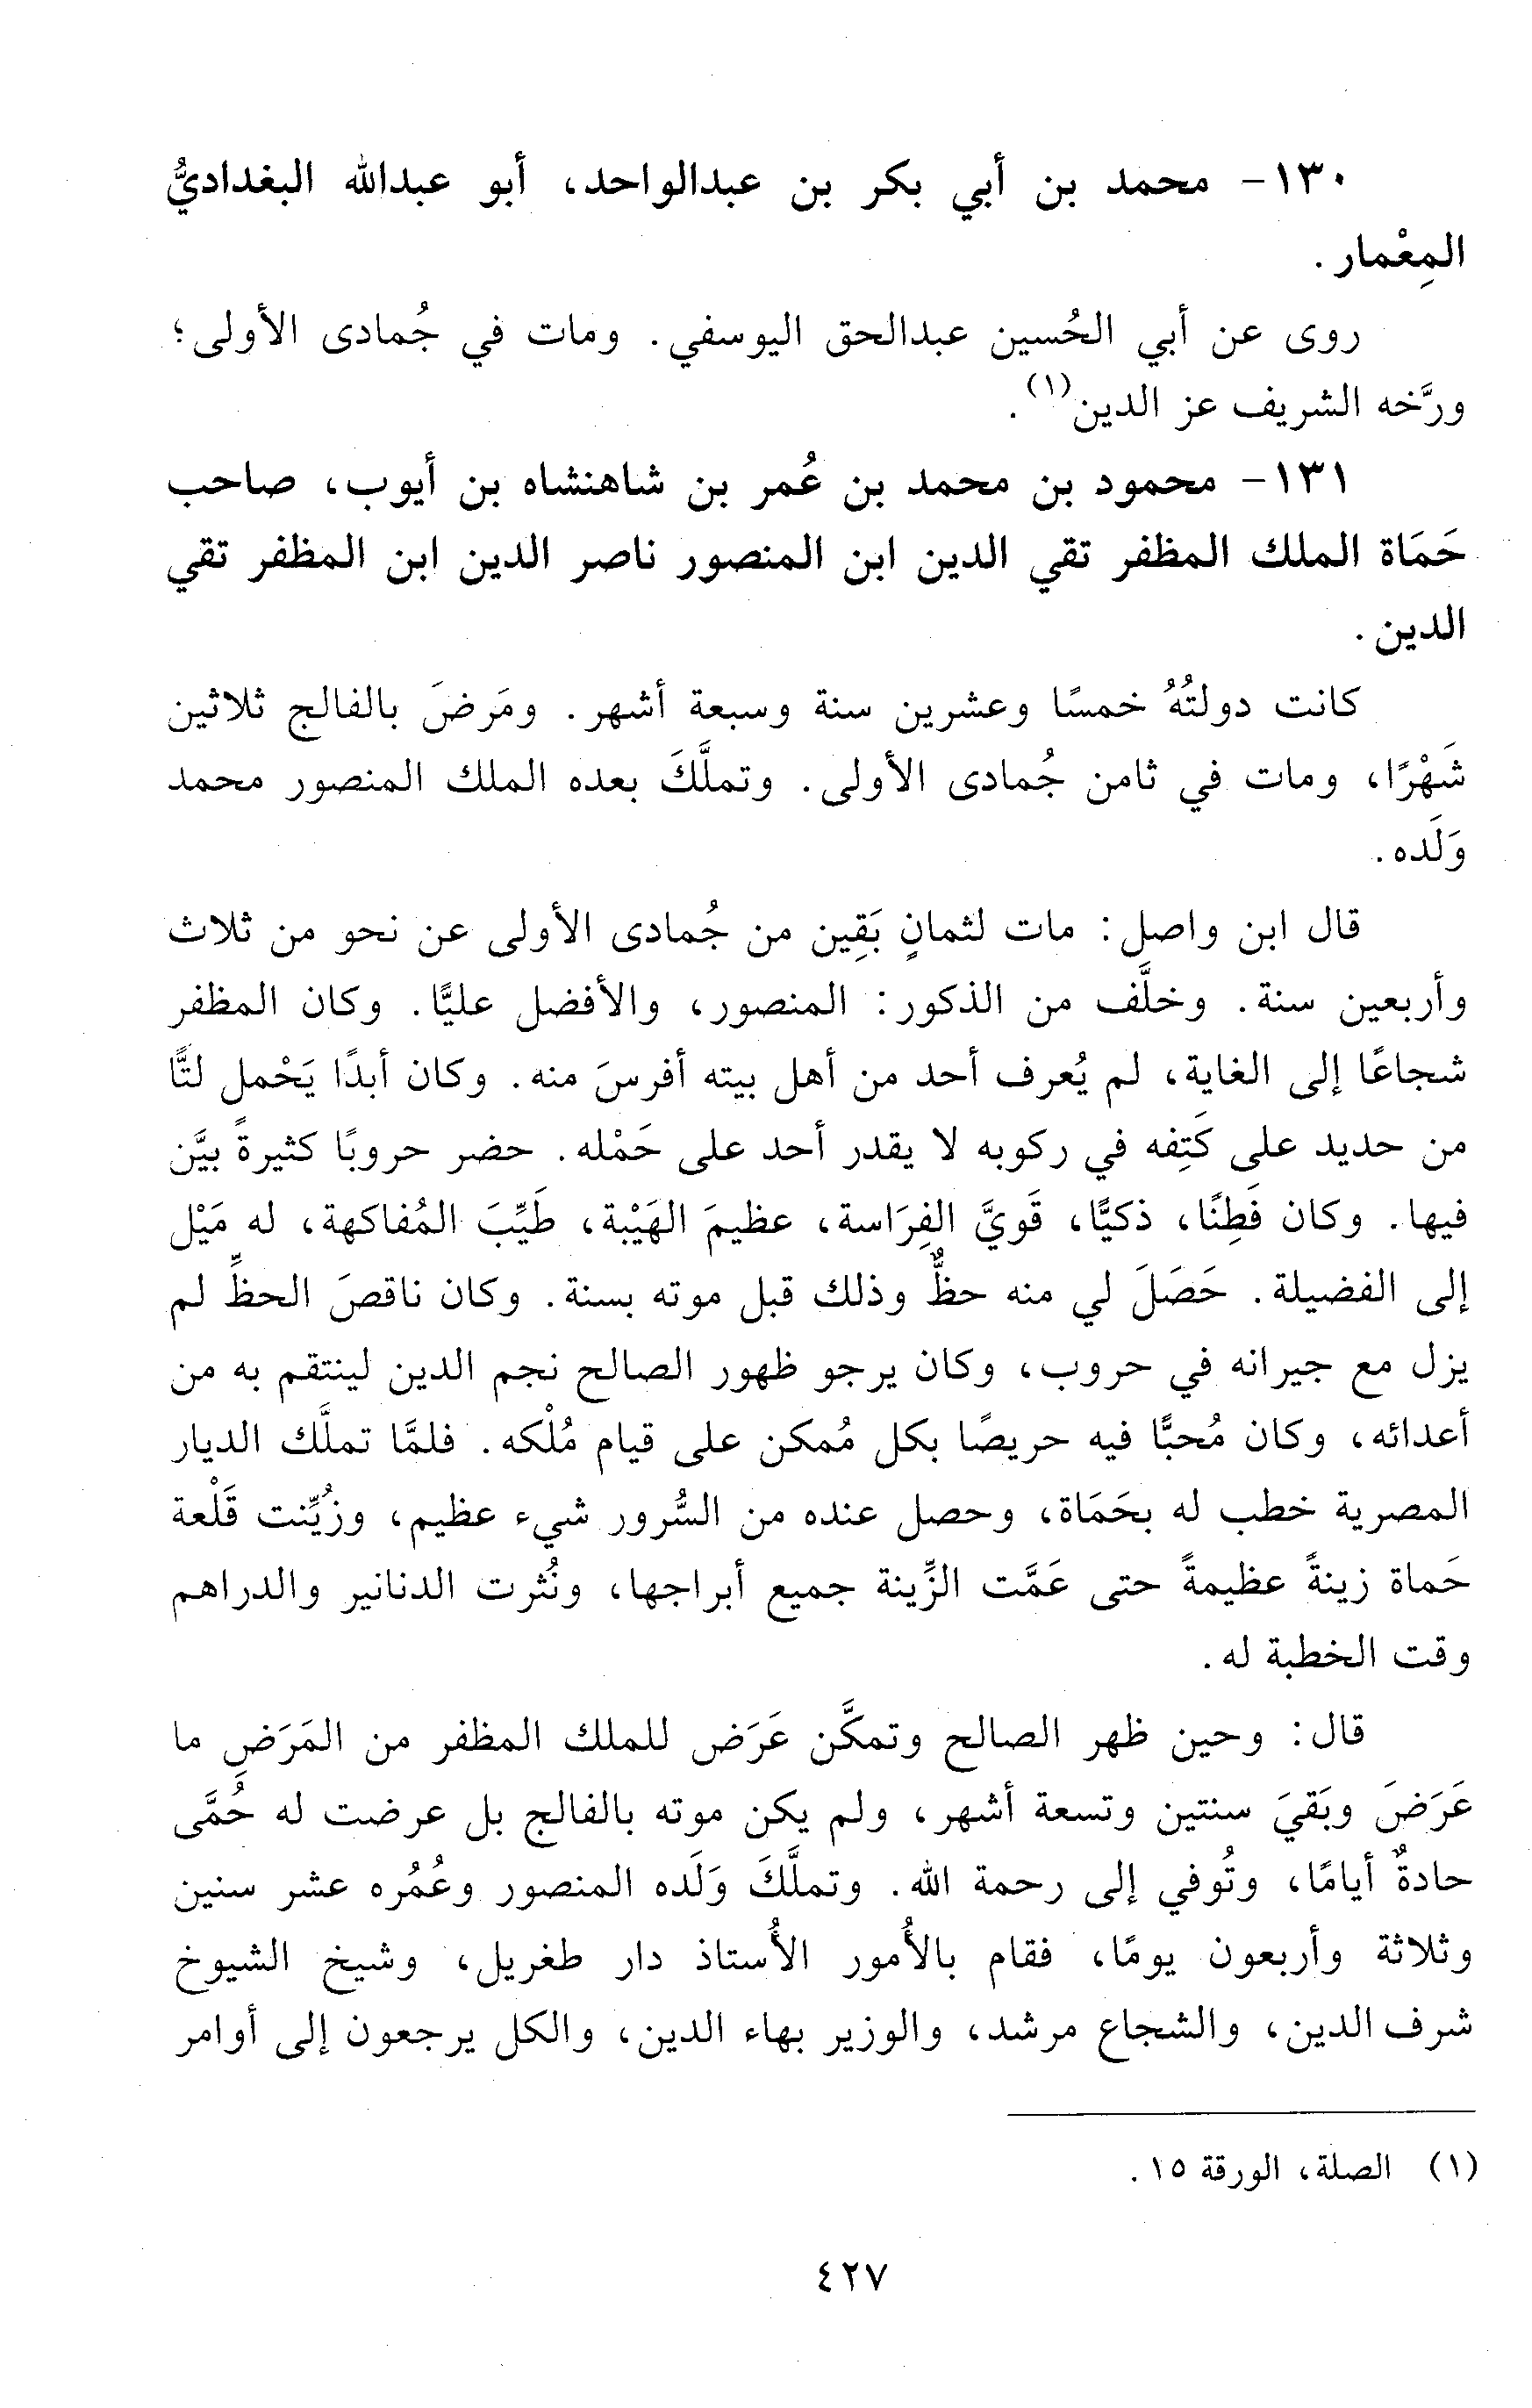 ١٣٠- محمد بن أبي بكر بن عبدالواحد، أبو عبدالله البغداديُّ
المِعْمار.
روى عن أبي الحُسين عبدالحق اليوسفي. ومات في جُمادى الأولى؛
ورَّخه الشريف عز الدين(١).
١٣١- محمود بن محمد بن عُمر بن شاهنشاه بن أيوب، صاحب
حَمَاة الملك المظفر تقي الدين ابن المنصور ناصر الدين ابن المظفر تقي
الدين.
كانت دولتُهُ خمسًا وعشرين سنة وسبعة أشهر. ومَرضَ بالفالج ثلاثين
شَهْرًا، ومات في ثامن جُمادى الأولى. وتملَّكَ بعده الملك المنصور محمد
وَلَده.
قال ابن واصل: مات لثمانٍ بَقِين من جُمادى الأولى عن نحو من ثلاث
وأربعين سنة. وخلَّف من الذكور: المنصور، والأفضل عليًّا. وكان المظفر
شجاعًا إلى الغاية، لم يُعرف أحد من أهل بيته أفرسَ منه. وكان أبدًا يَحْمل لتًّا
من حديد على كَتِفه في ركوبه لا يقدر أحد على حَمْله. حضر حروبًا كثيرةً بيَّن
فيها. وكان فَطِنًا، ذكيًّا، قَويَّ الفِرَاسة، عظيمَ الهَيْبة، طَيِّبَ المُفاكهة، له مَيْل
إلى الفضيلة. حَصَلَ لي منه حظٌّ وذلك قبل موته بسنة. وكان ناقصَ الحظِّ لم
يزل مع جيرانه في حروب، وكان يرجو ظهور الصالح نجم الدين لينتقم به من
أعدائه، وكان مُحبًّا فيه حريصًا بكل مُمكن على قيام مُلْكه. فلمَّا تملَّك الديار
المصرية خطب له بحَمَاة، وحصل عنده من السُّرور شيء عظيم، وزُيِّنت قَلْعة
حَماة زينةً عظيمةً حتى عَمَّت الزِّينة جميع أبراجها، ونُثرت الدنانير والدراهم
وقت الخطبة له.
قال: وحين ظهر الصالح وتمكَّن عَرَض للملك المظفر من المَرَضِ ما
عَرَضَ وبَقيَ سنتين وتسعة أشهر، ولم يكن موته بالفالج بل عرضت له حُمَّى
حادةٌ أيامًا، وتُوفي إلى رحمة الله. وتملَّكَ وَلَده المنصور وعُمُره عشر سنين
وثلاثة وأربعون يومًا، فقام بالأُمور الأُستاذ دار طغريل، وشيخ الشيوخ
شرف الدين، والشجاع مرشد، والوزير بهاء الدين، والكل يرجعون إلى أوامر
(١) الصلة، الورقة ١٥.
٤٢٧